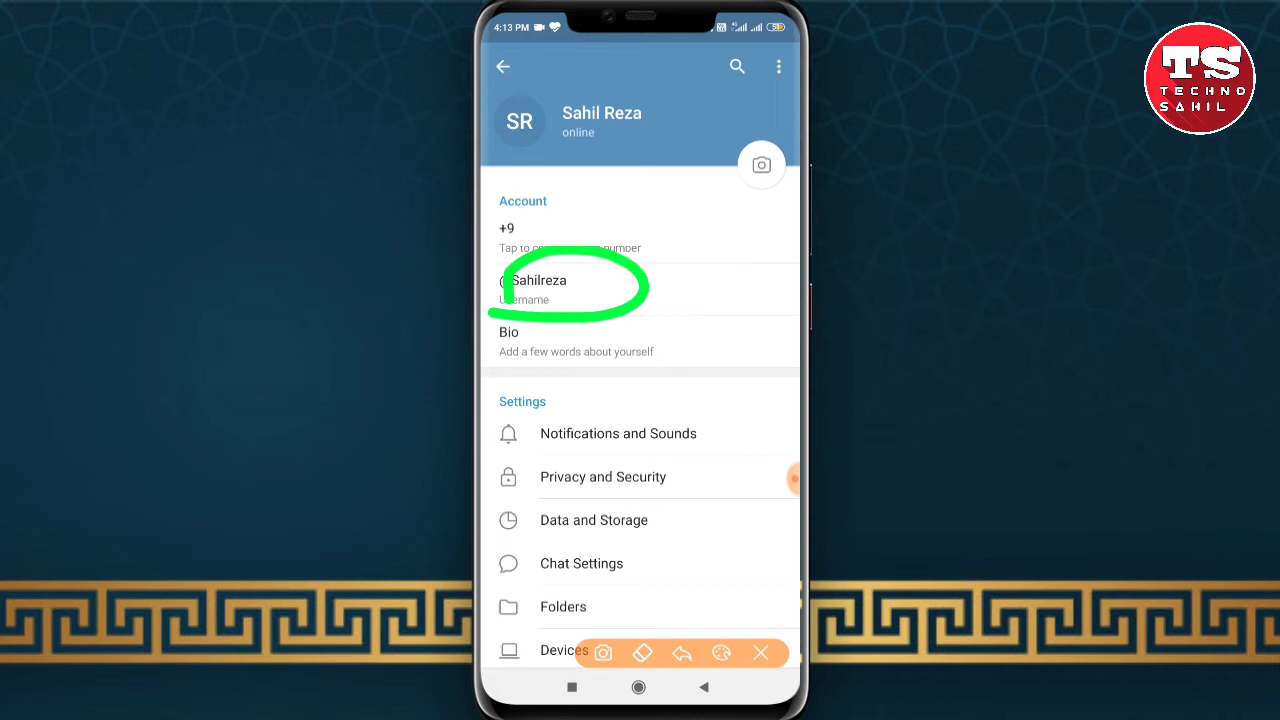 4:13 PM
TS
TECHNO
SAHIL
SR
Sahil Reza
online
Account
+9
Tap to number
Sahilreza
Bio
Add a few words about yourself
Settings
Notifications and Sounds
Privacy and Security
Data and Storage
Chat Settings
Folders
Devices